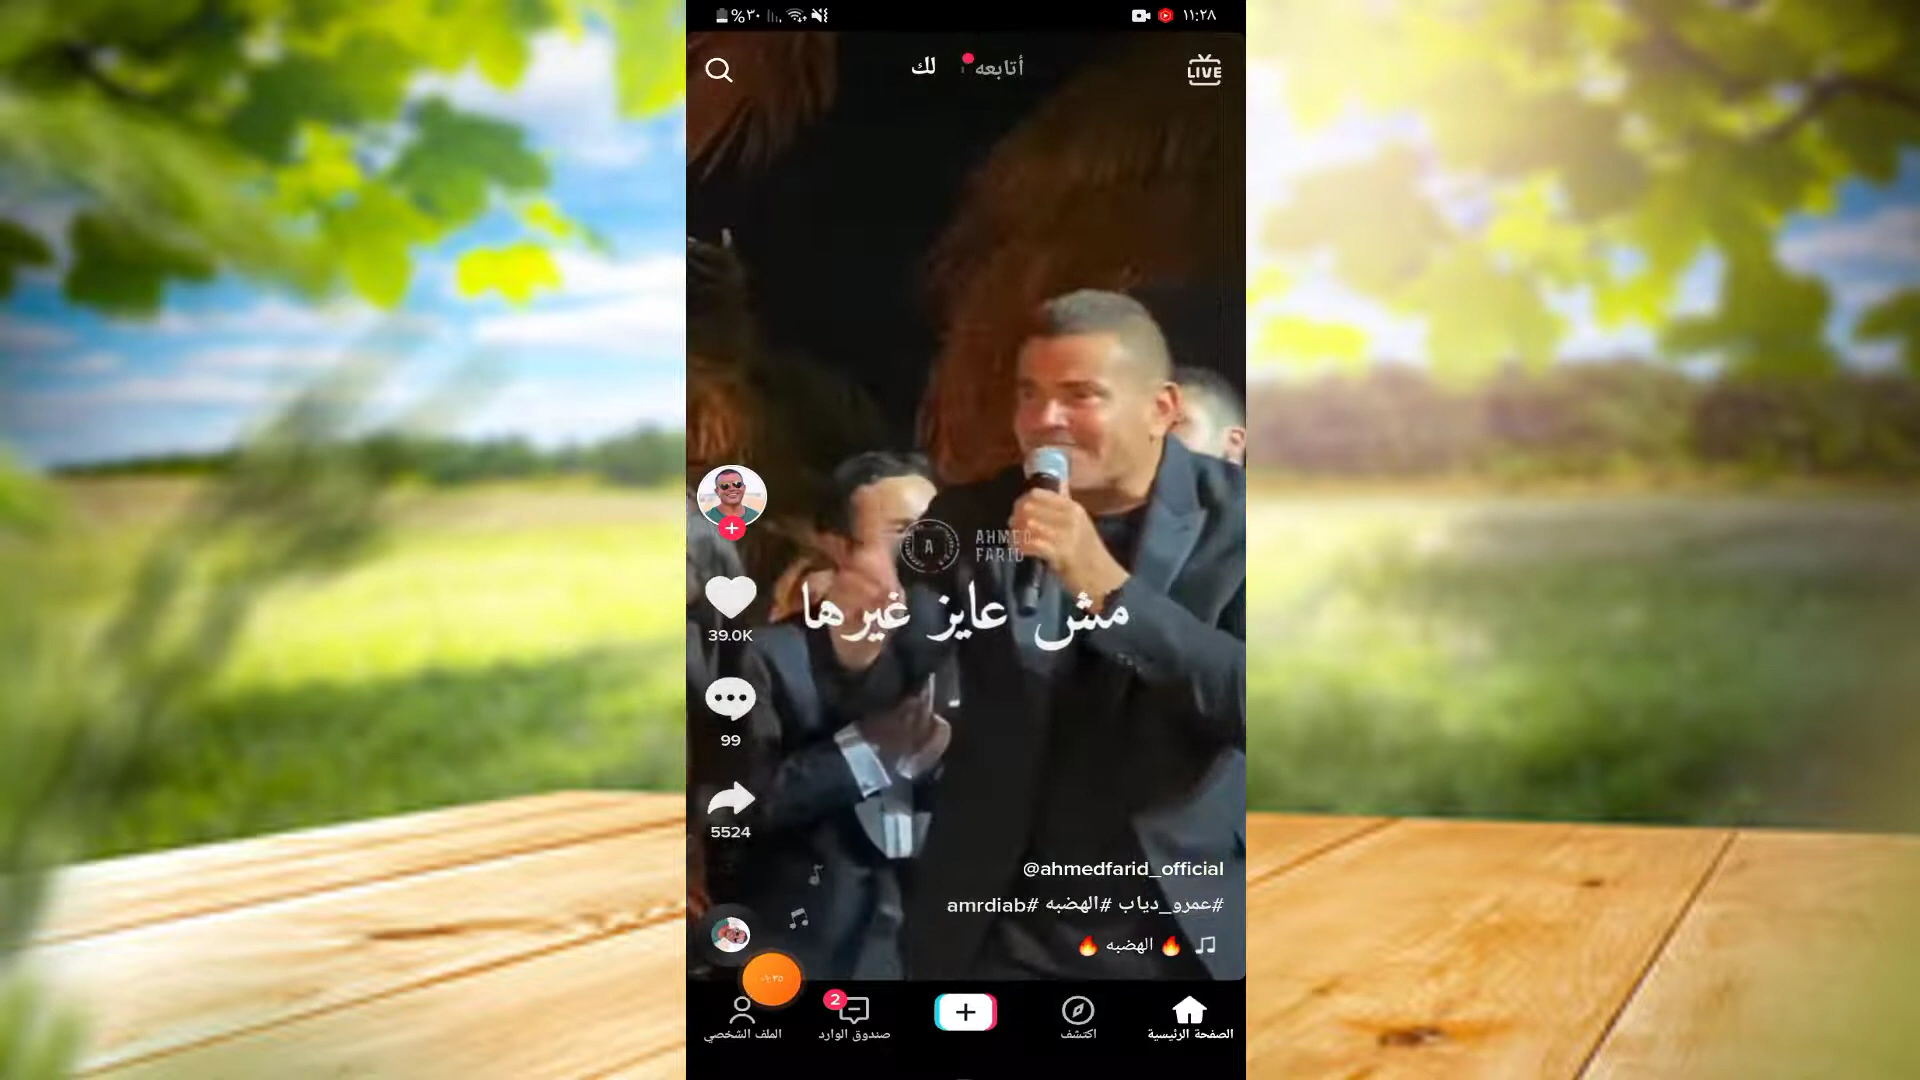 %٣٠
١١:٢٨
LIVE
أتابعه
لك
AHMED
FARID
A
مش عايز غيرها
39.0K
99
5524
@ahmedfarid_official
#عمرو_دياب #الهضبه #amrdiab
🔥 الهضبه 🔥
2
الصفحة الرئيسية
اكتشف
صندوق الوارد
الملف الشخصي